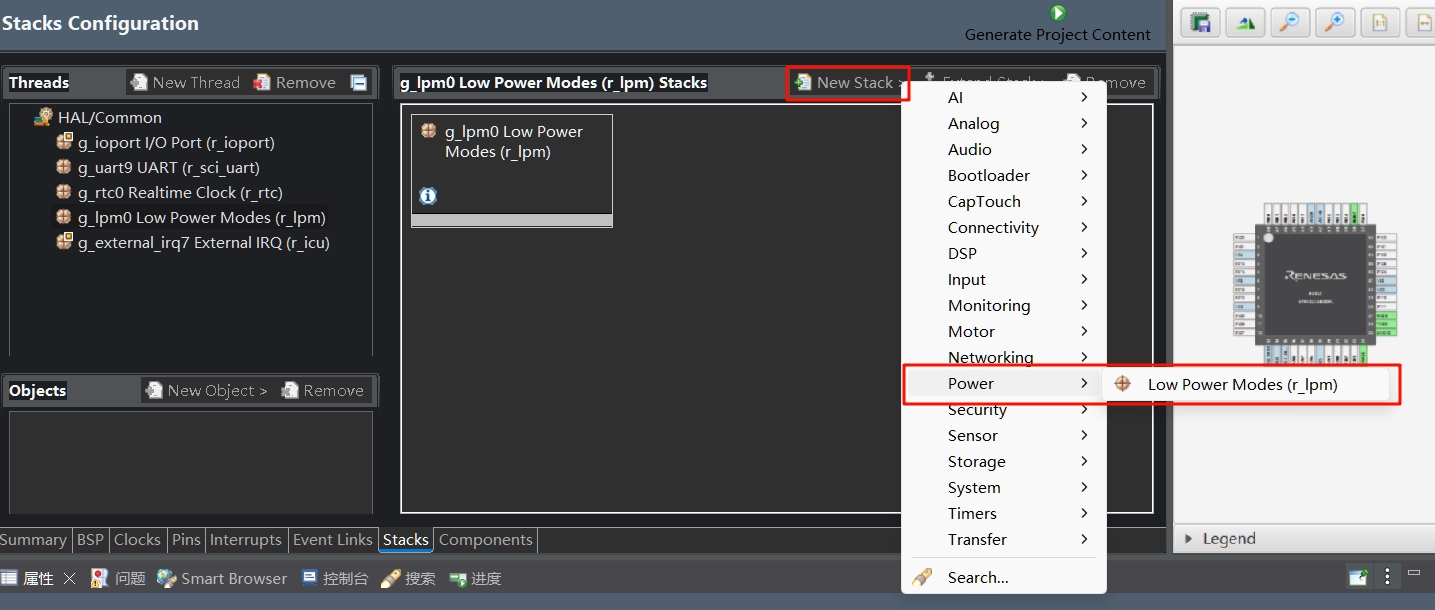 Stacks Configuration
Generate Project Content
Threads
New Thread
Remove
HAL/Common
g_ioport I/O Port (r_ioport)
g_uart9 UART (r_sci_uart)
g_rtc0 Realtime Clock (r_rtc)
g_lpm0 Low Power Modes (r_lpm)
g_external_irq7 External IRQ (r_icu)
Objects
New Object >
Remove
g_lpm0 Low Power Modes (r_lpm) Stacks
New Stack >
Extend Stack >
Remove
g_lpm0 Low Power
Modes (r_lpm)
AI
Analog
Audio
Bootloader
CapTouch
Connectivity
DSP
Input
Monitoring
Motor
Networking
Power
Low Power Modes (r_lpm)
Security
Sensor
Storage
System
Timers
Transfer
Search...
RENESAS
Legend
Summary
BSP
Clocks
Pins
Interrupts
Event Links
Stacks
Components
属性
问题
Smart Browser
控制台
搜索
进度